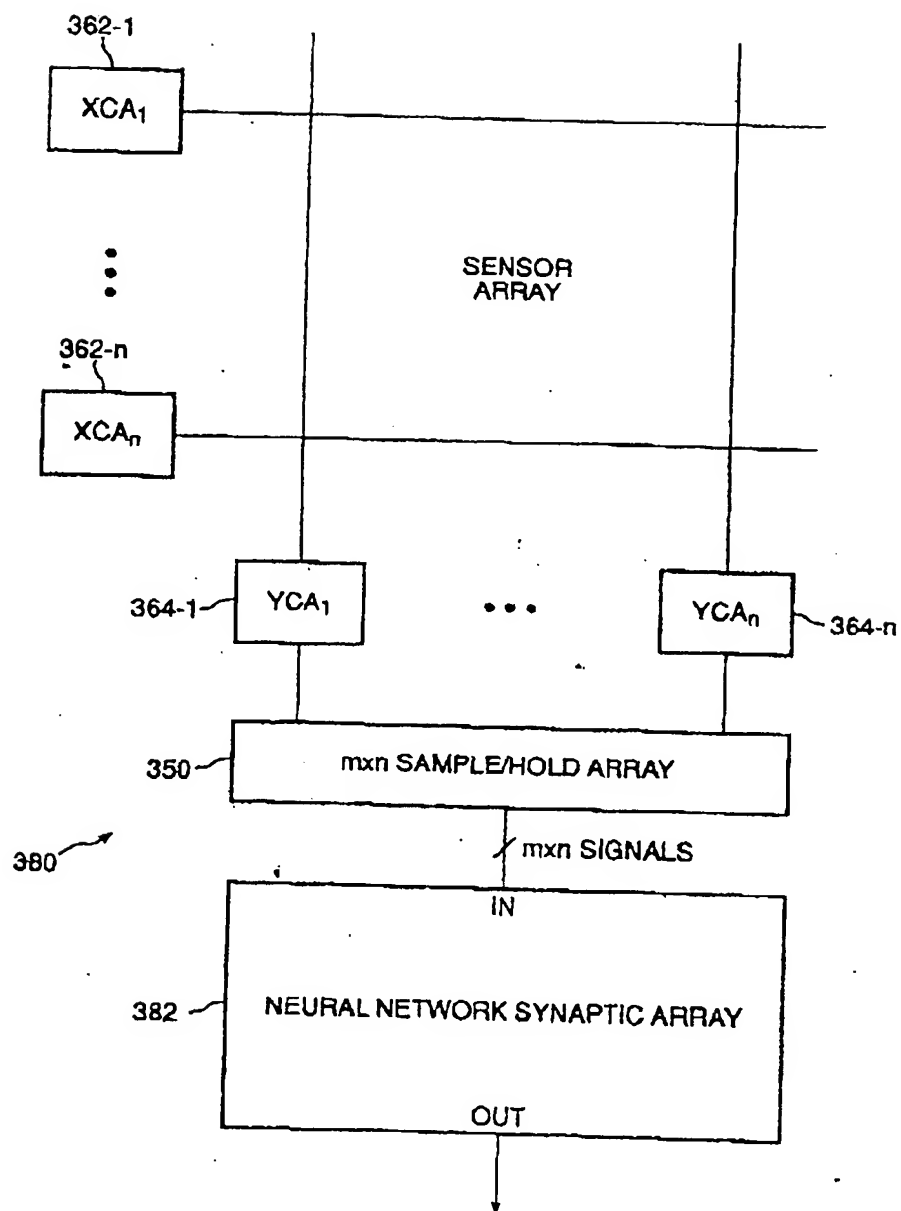 362-1
XCA₁
SENSOR
ARRAY
362-n
XCAₙ
364-1
YCA₁
YCAₙ
364-n
350
mxn SAMPLE/HOLD ARRAY
380
mxn SIGNALS
IN
382
NEURAL NETWORK SYNAPTIC ARRAY
OUT